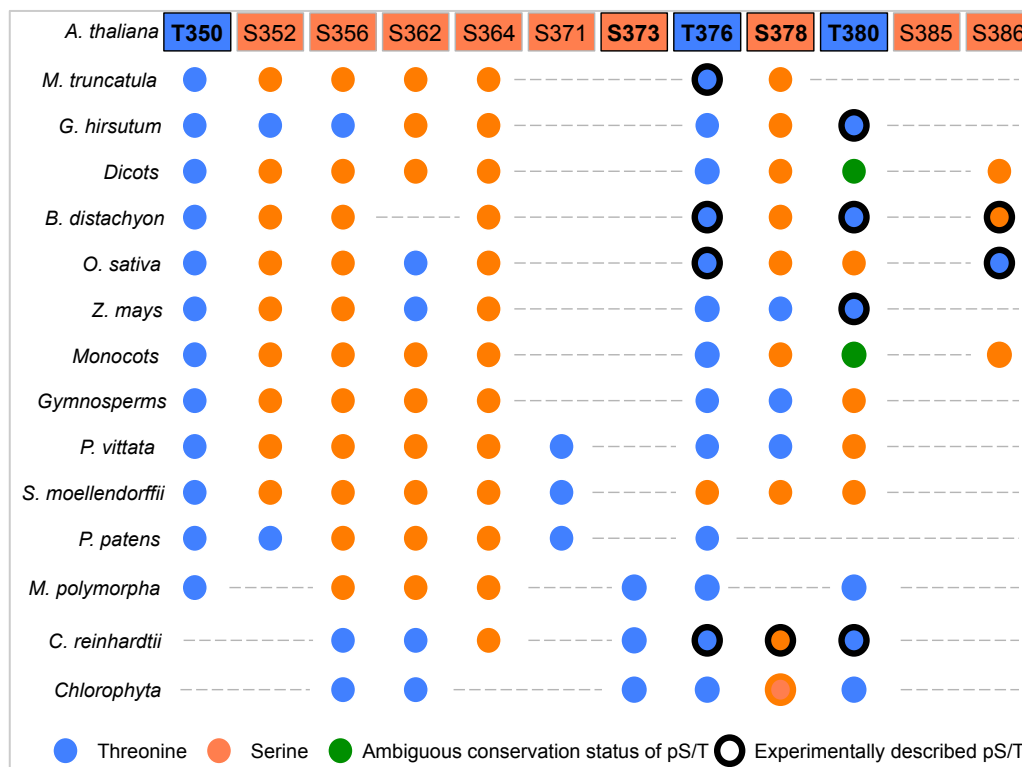 A. thaliana T350 S352 S356 S362 S364 S371 S373 T376 S378 T380 S385 S386
M. truncatula
G. hirsutum
Dicots
B. distachyon
O. sativa
Z. mays
Monocots
Gymnosperms
P. vittata
S. moellendorffii
P. patens
M. polymorpha
C. reinhardtii
Chlorophyta
Threonine Serine Ambiguous conservation status of pS/T Experimentally described pS/T